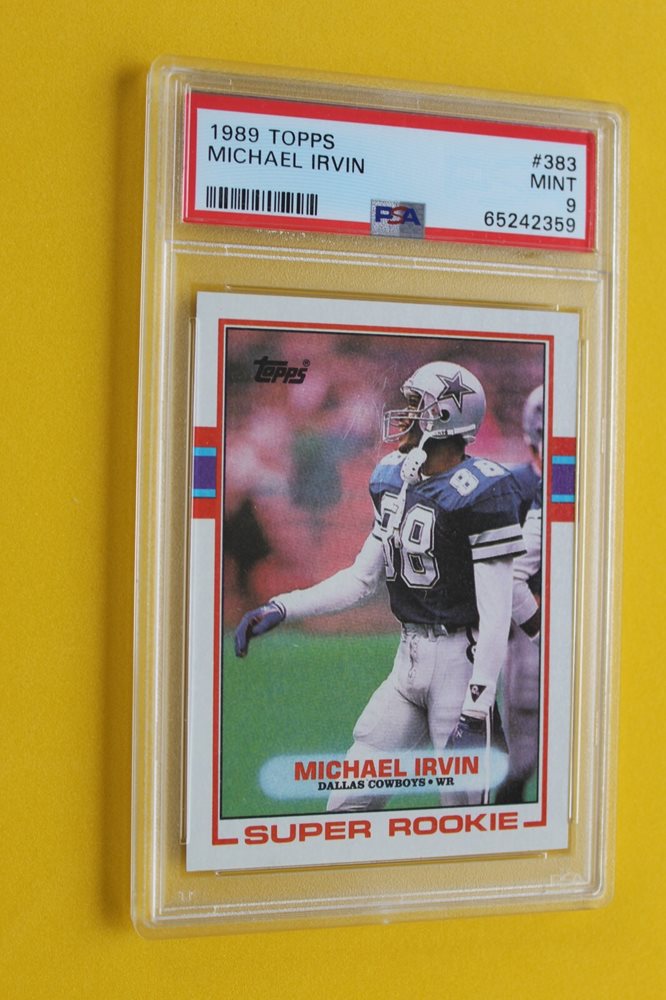 1989 TOPPS
MICHAEL IRVIN
#383
MINT
9
65242359
PSA
Topps®
88
88
MICHAEL IRVIN
DALLAS COWBOYS • WR
SUPER ROOKIE
PSA